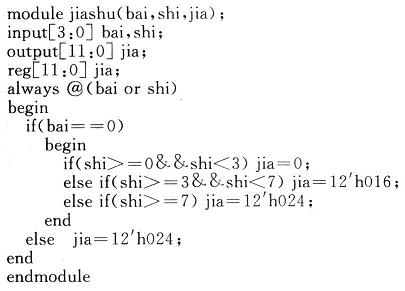 module jiashu(bai,shi,jia);
input[3:0] bai,shi;
output[11:0] jia;
reg[11:0] jia;
always @(bai or shi)
begin
if(bai==0)
begin
if(shi>=0&&shi<3) jia=0;
else if(shi>=3&&shi<7) jia=12'h016;
else if(shi>=7) jia=12'h024;
end
else jia=12'h024;
end
endmodule